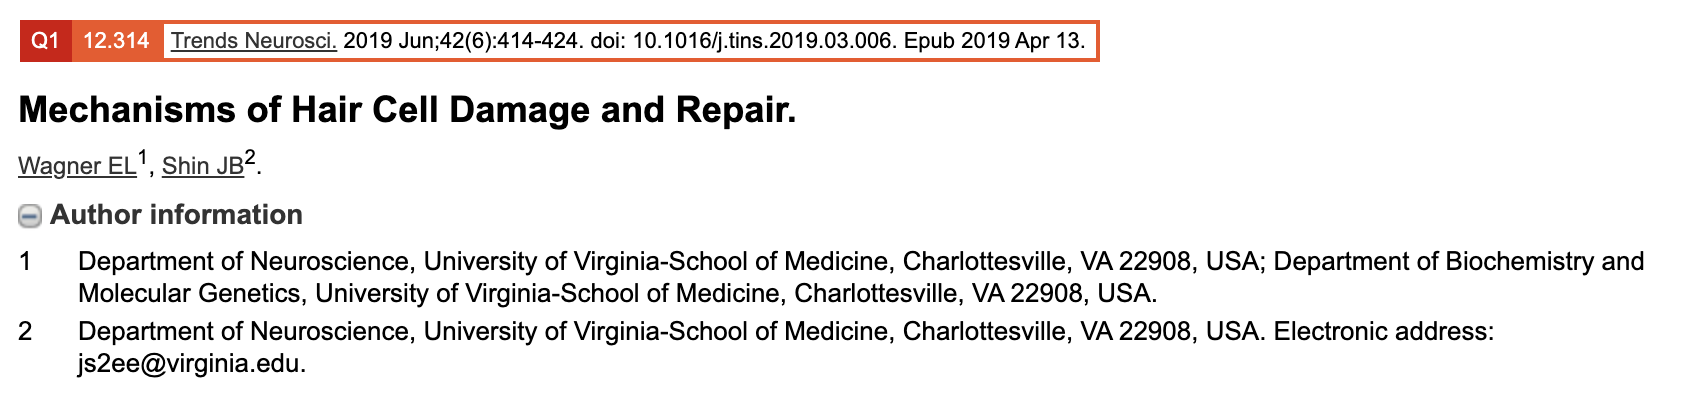 Q1 12.314 Trends Neurosci. 2019 Jun;42(6):414-424. doi: 10.1016/j.tins.2019.03.006. Epub 2019 Apr 13.
Mechanisms of Hair Cell Damage and Repair.
Wagner EL1, Shin JB2.
Author information
1 Department of Neuroscience, University of Virginia-School of Medicine, Charlottesville, VA 22908, USA; Department of Biochemistry and
Molecular Genetics, University of Virginia-School of Medicine, Charlottesville, VA 22908, USA.
2 Department of Neuroscience, University of Virginia-School of Medicine, Charlottesville, VA 22908, USA. Electronic address:
js2ee@virginia.edu.